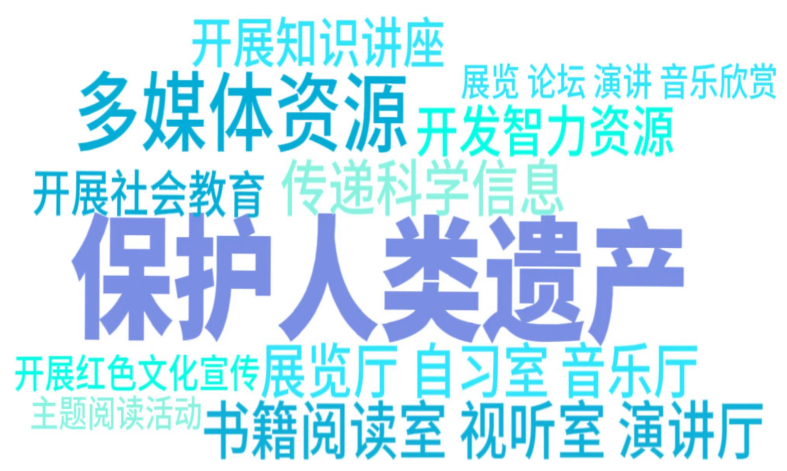 开展知识讲座
展览 论坛 演讲 音乐欣赏
多媒体资源
开发智力资源
开展社会教育
传递科学信息
保护人类遗产
开展红色文化宣传
展览厅 自习室 音乐厅
主题阅读活动
书籍阅读室 视听室 演讲厅